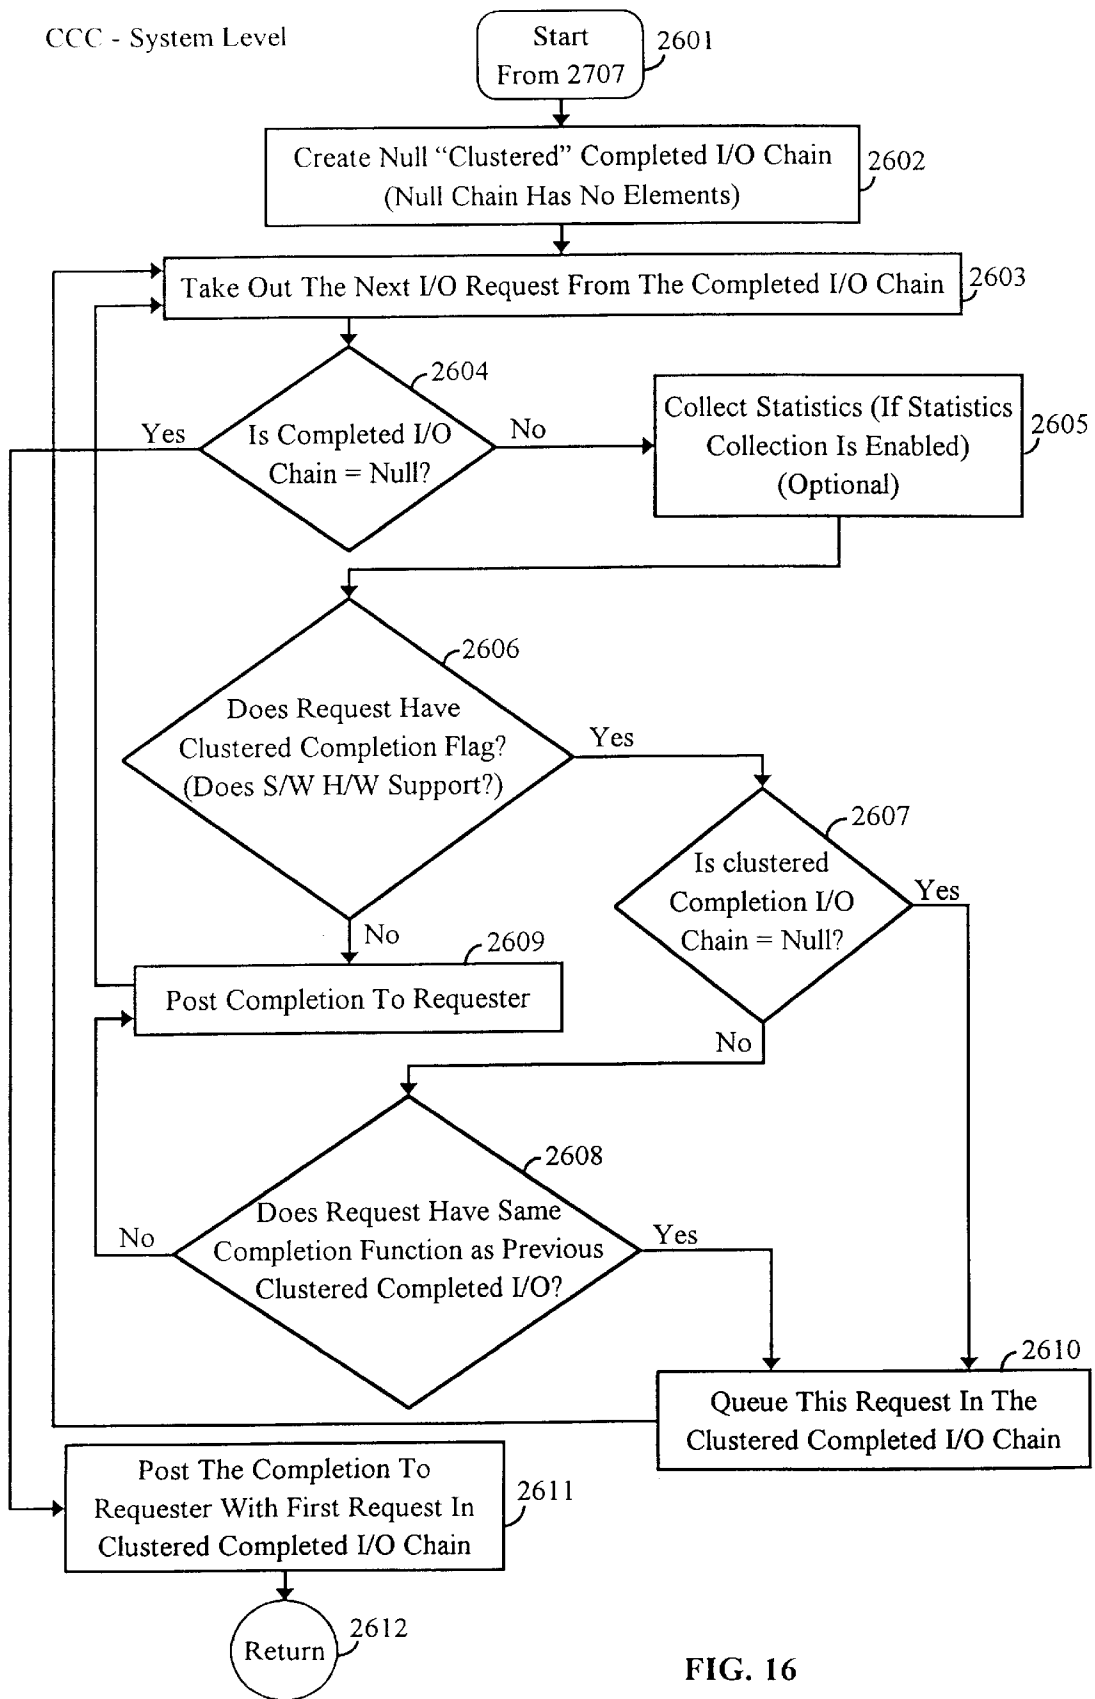 CCC - System Level
Start
From 2707
2601
Create Null “Clustered” Completed I/O Chain
(Null Chain Has No Elements)
2602
Take Out The Next I/O Request From The Completed I/O Chain
2603
2604
Is Completed I/O
Chain = Null?
Yes
No
Collect Statistics (If Statistics
Collection Is Enabled)
(Optional)
2605
2606
Does Request Have
Clustered Completion Flag?
(Does S/W H/W Support?)
Yes
No
2607
Is clustered
Completion I/O
Chain = Null?
Yes
No
2609
Post Completion To Requester
2608
Does Request Have Same
Completion Function as Previous
Clustered Completed I/O?
No
Yes
2610
Queue This Request In The
Clustered Completed I/O Chain
Post The Completion To
Requester With First Request In
Clustered Completed I/O Chain
2611
Return
2612
FIG. 16